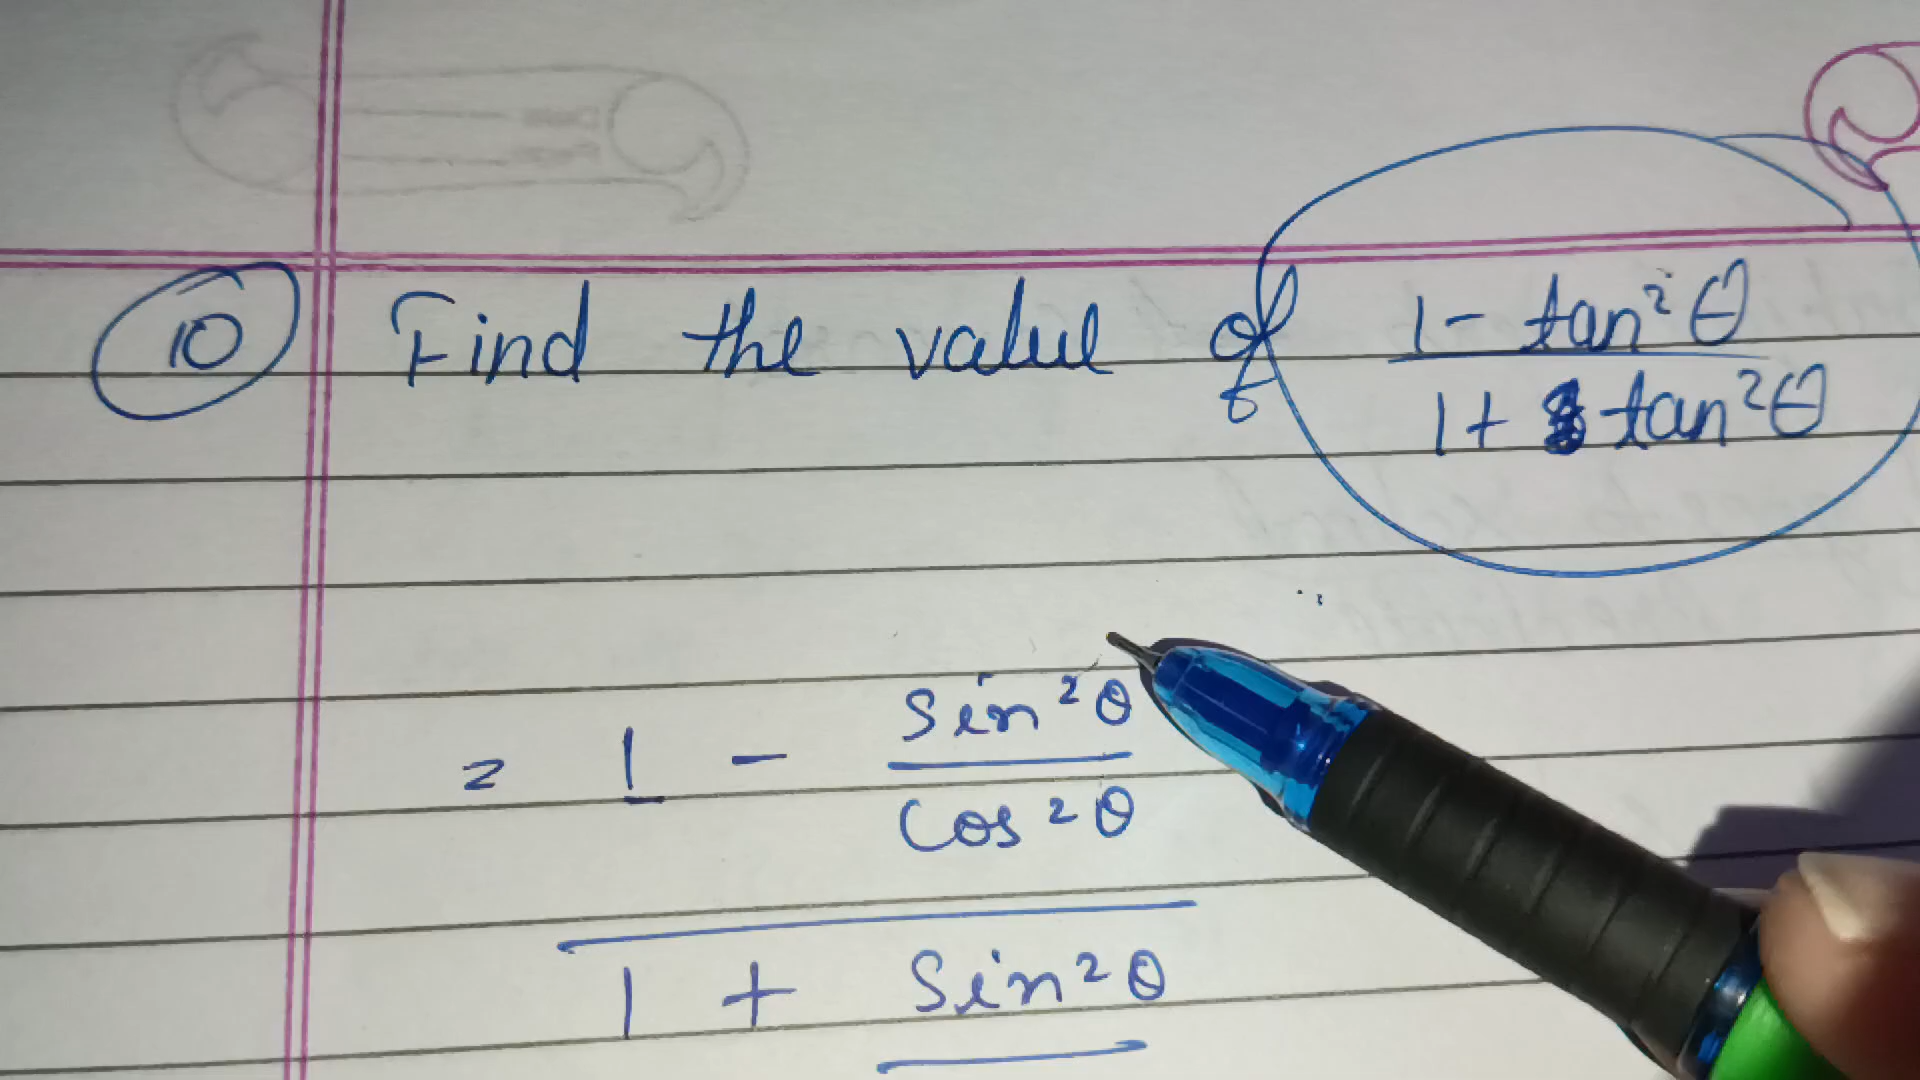 10 Find the value of 1 - tan²θ
1 + tan²θ
= 1 - sin²θ
cos²θ
1 + sin²θ